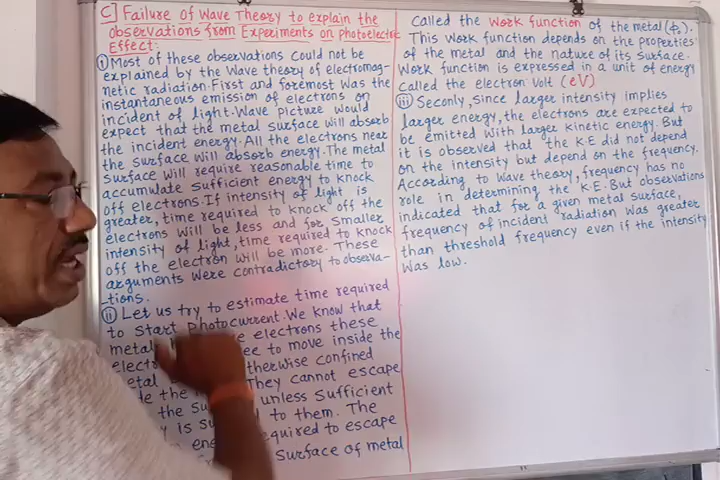 C] Failure of Wave Theory to explain the
observations from Experiments on photoelectric
Effect:
(i) Most of these observations could not be
explained by the Wave theory of electromag-
netic radiation. First and foremost was the
instantaneous emission of electrons on
incident of light. Wave picture would
expect that the metal surface will absorb
the incident energy. All the electrons near
the surface will absorb energy. The metal
surface will require reasonable time to
accumulate sufficient energy to knock
off electrons. If intensity of light is
greater, time required to knock off the
electrons will be less and for smaller
intensity of light, time required to knock
off the electron will be more. These
arguments were contradictory to observa-
-tions.
(ii) Let us try to estimate time required
to start photocurrent. We know that
metal electrons these
elect to move inside the
therwise confined
They cannot escape
the unless sufficient
is to them. The
required to escape
surface of metal
called the Work function of the metal (ϕ₀).
This work function depends on the properties
of the metal and the nature of its surface.
Work function is expressed in a unit of energy
called the electron volt (eV)
(iii) Seconly, since larger intensity implies
larger energy, the electrons are expected to
be emitted with larger kinetic energy. But
it is observed that the K.E did not depend
on the intensity but depend on the frequency.
According to Wave theory, frequency has no
role in determining the K.E. But observations
indicated that for a given metal surface,
frequency of incident radiation was greater
than threshold frequency even if the intensity
was low.